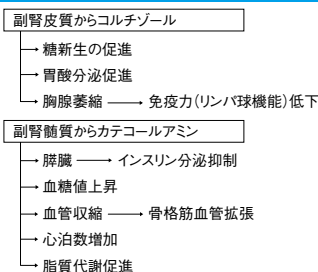 副腎皮質からコルチゾール
糖新生の促進
胃酸分泌促進
胸腺萎縮 → 免疫力(リンパ球機能)低下
副腎髄質からカテコールアミン
膵臓 → インスリン分泌抑制
血糖値上昇
血管収縮 → 骨格筋血管拡張
心泊数増加
脂質代謝促進